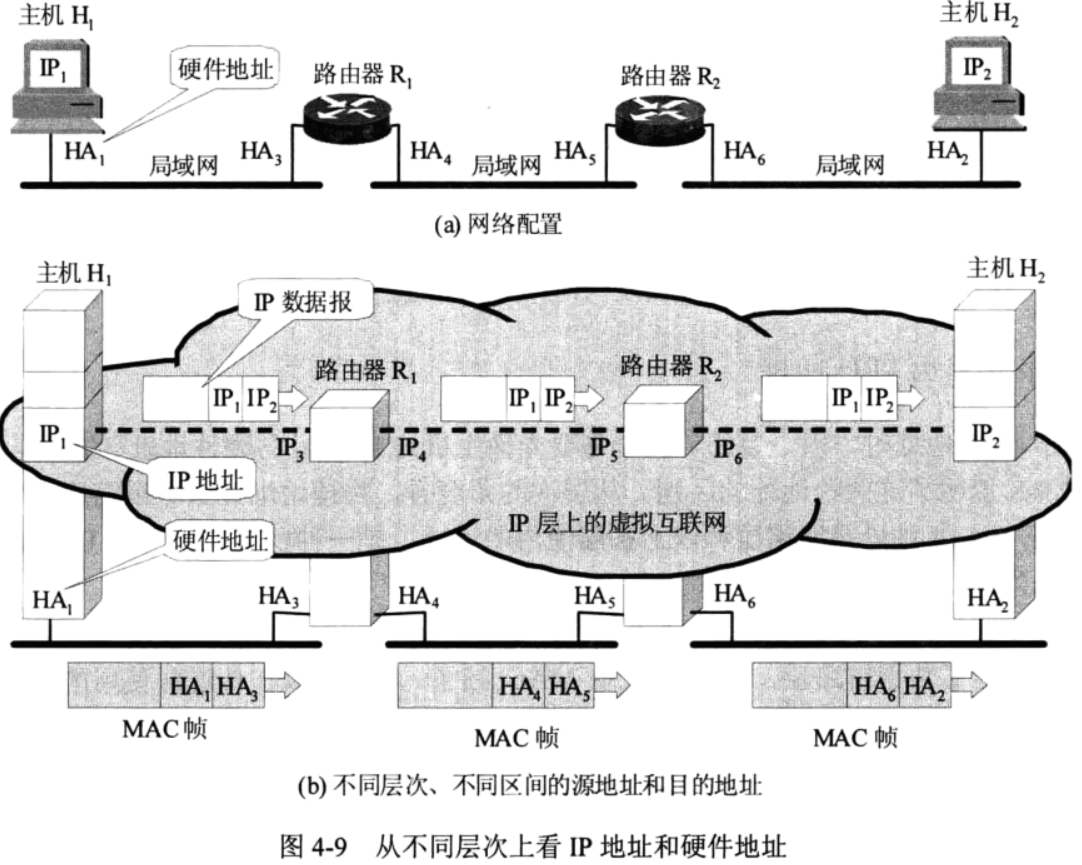 主机 H₁
主机 H₂
IP₁
硬件地址
路由器 R₁
路由器 R₂
IP₂
HA₁
局域网
HA₃
HA₄
局域网
HA₅
HA₆
局域网
HA₂
(a) 网络配置
主机 H₁
主机 H₂
IP 数据报
路由器 R₁
路由器 R₂
IP₁ IP₂
IP₁ IP₂
IP₁ IP₂
IP₁
IP₃
IP₄
IP₅
IP₆
IP₂
IP 地址
IP 层上的虚拟互联网
硬件地址
HA₁
HA₃
HA₄
HA₅
HA₆
HA₂
HA₁ HA₃
HA₄ HA₅
HA₆ HA₂
MAC 帧
MAC 帧
MAC 帧
(b) 不同层次、不同区间的源地址和目的地址
图 4-9 从不同层次上看 IP 地址和硬件地址